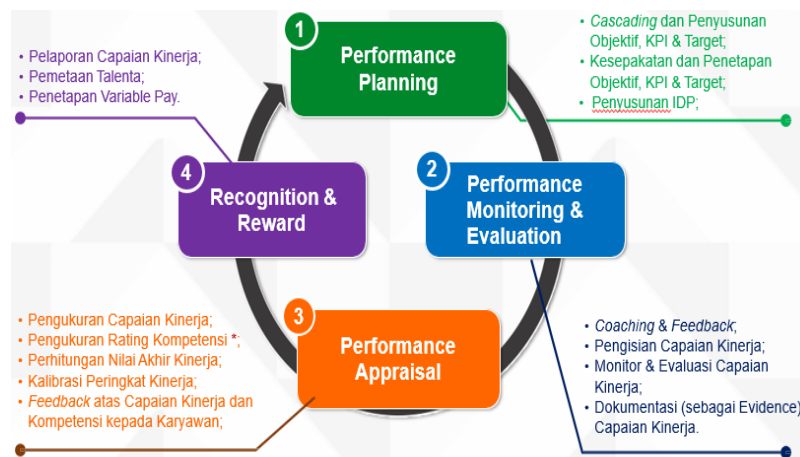 1
Performance
Planning
• Cascading dan Penyusunan
Objektif, KPI & Target;
• Kesepakatan dan Penetapan
Objektif, KPI & Target;
• Penyusunan IDP;
2
Performance
Monitoring &
Evaluation
• Coaching & Feedback;
• Pengisian Capaian Kinerja;
• Monitor & Evaluasi Capaian
Kinerja;
• Dokumentasi (sebagai Evidence)
Capaian Kinerja.
3
Performance
Appraisal
• Pengukuran Capaian Kinerja;
• Pengukuran Rating Kompetensi *;
• Perhitungan Nilai Akhir Kinerja;
• Kalibrasi Peringkat Kinerja;
• Feedback atas Capaian Kinerja dan
Kompetensi kepada Karyawan;
4
Recognition &
Reward
• Pelaporan Capaian Kinerja;
• Pemetaan Talenta;
• Penetapan Variable Pay.